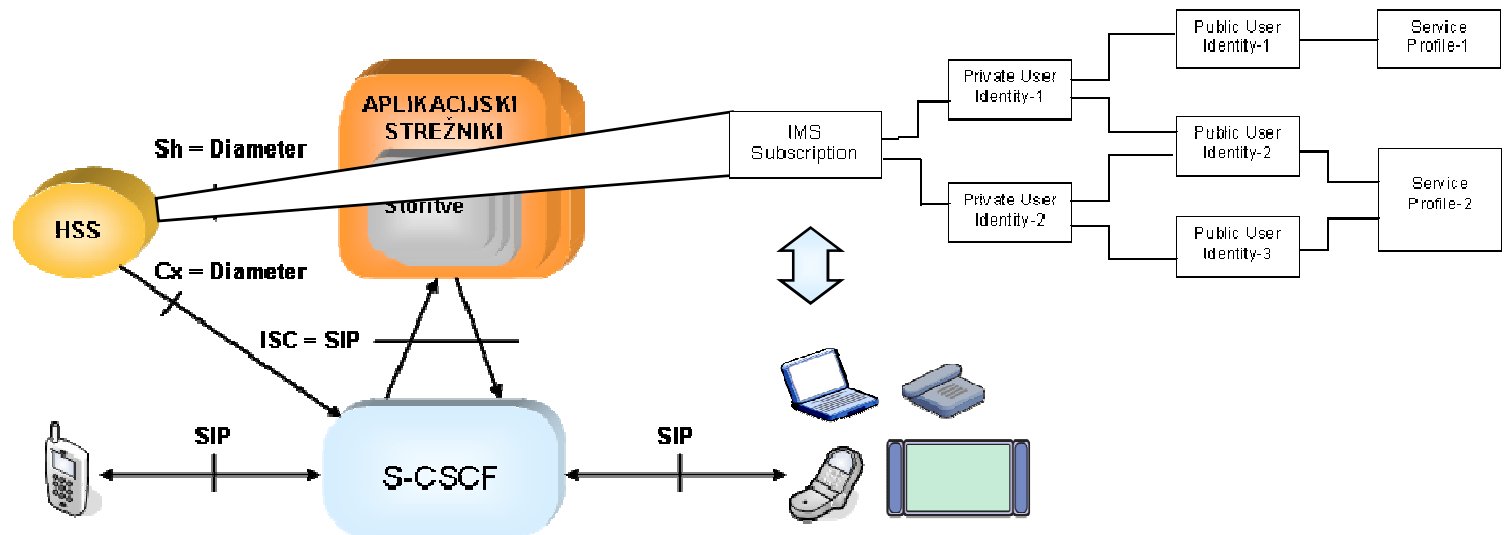 Public User
Identity-1
Service
Profile-1
Private User
Identity-1
APLIKACIJSKI
STREŽNIKI
IMS
Subscription
Public User
Identity-2
Sh = Diameter
Storitve
Private User
Identity-2
Service
Profile-2
HSS
Public User
Identity-3
Cx = Diameter
ISC = SIP
SIP
SIP
S-CSCF